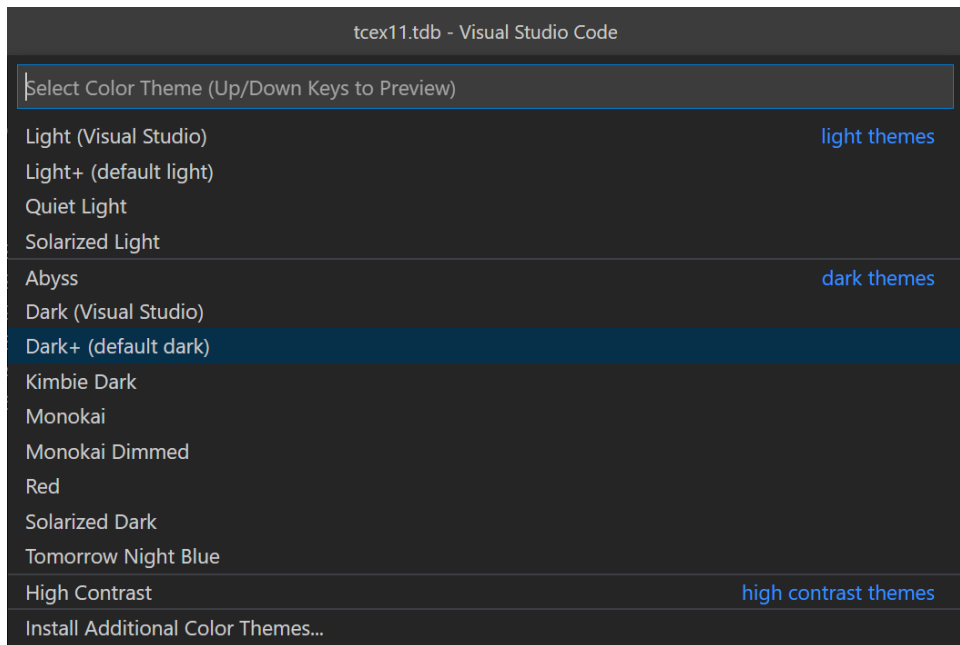 tcex11.tdb - Visual Studio Code
Select Color Theme (Up/Down Keys to Preview)
Light (Visual Studio) light themes
Light+ (default light)
Quiet Light
Solarized Light
Abyss dark themes
Dark (Visual Studio)
Dark+ (default dark)
Kimbie Dark
Monokai
Monokai Dimmed
Red
Solarized Dark
Tomorrow Night Blue
High Contrast high contrast themes
Install Additional Color Themes...